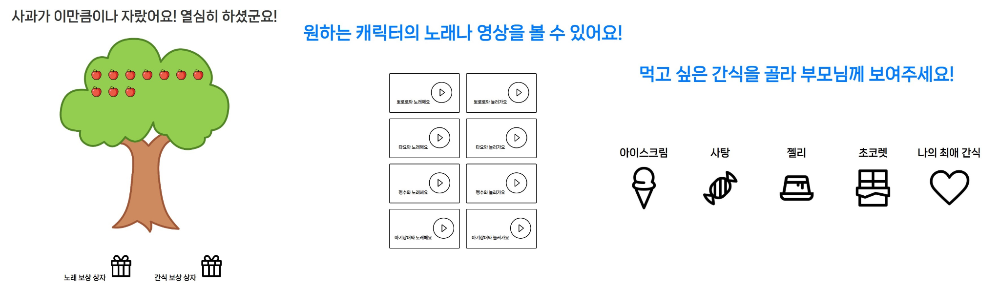 사과가 이만큼이나 자랐어요! 열심히 하셨군요!
노래 보상 상자
간식 보상 상자
원하는 캐릭터의 노래나 영상을 볼 수 있어요!
뽀로로와 노래해요
뽀로로와 놀러가요
타요와 노래해요
타요와 놀러가요
펭수와 노래해요
펭수와 놀러가요
아기상어와 노래해요
아기상어와 놀러가요
먹고 싶은 간식을 골라 부모님께 보여주세요!
아이스크림
사탕
젤리
초코렛
나의 최애 간식